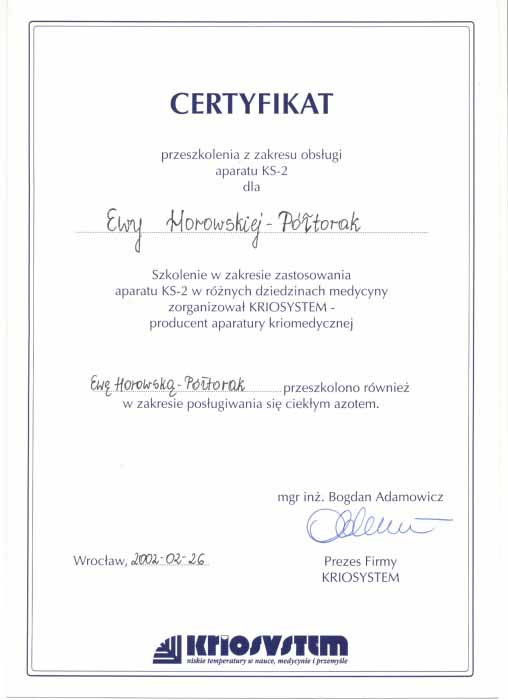 CERTYFIKAT
przeszkolenia z zakresu obsługi
aparatu KS-2
dla
Ewy Horowskiej-Półtorak
Szkolenie w zakresie zastosowania
aparatu KS-2 w różnych dziedzinach medycyny
zorganizował KRIOSYSTEM -
producent aparatury kriomedycznej
Ewę Horowską-Półtorak przeszkolono również
w zakresie posługiwania się ciekłym azotem.
mgr inż. Bogdan Adamowicz
Wrocław, 2002-02-26
Prezes Firmy
KRIOSYSTEM
KRIOSYSTEM
niskie temperatury w nauce, medycynie i przemyśle